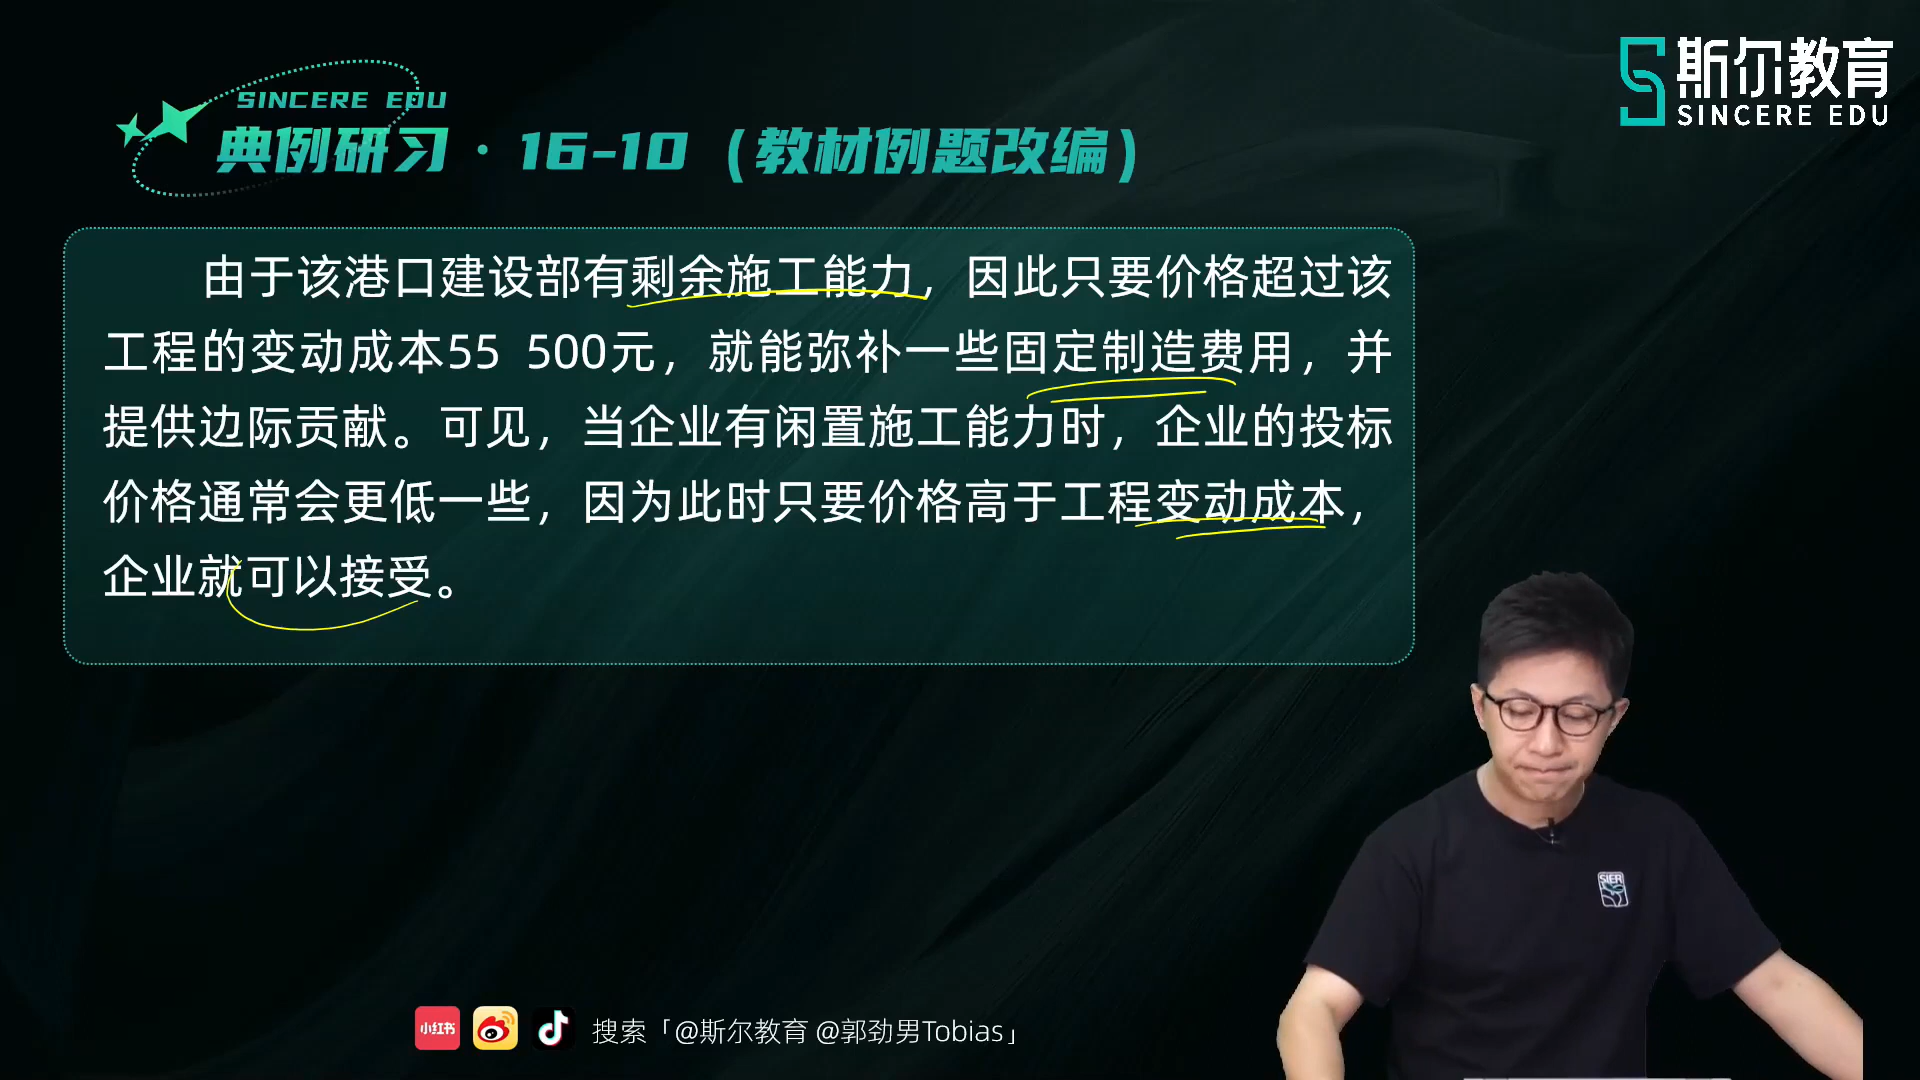 斯尔教育
SINCERE EDU
SINCERE EDU
典例研习·16-10（教材例题改编）
由于该港口建设部有剩余施工能力，因此只要价格超过该
工程的变动成本55 500元，就能弥补一些固定制造费用，并
提供边际贡献。可见，当企业有闲置施工能力时，企业的投标
价格通常会更低一些，因为此时只要价格高于工程变动成本，
企业就可以接受。
SIER
小红书
搜索「@斯尔教育 @郭劲男Tobias」